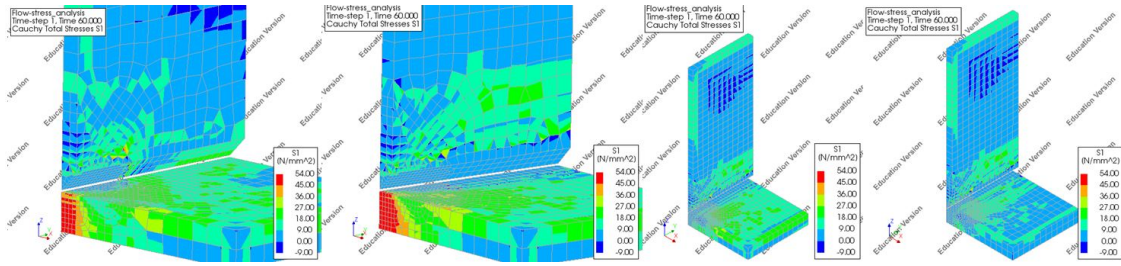 Flow-stress_analysis
Time-step 1, Time 60.000
Cauchy Total Stresses S1
Education Version
S1
(N/mm^2)
54.00
45.00
36.00
27.00
18.00
9.00
0.00
-9.00
Flow-stress_analysis
Time-step 1, Time 60.000
Cauchy Total Stresses S1
Education Version
S1
(N/mm^2)
54.00
45.00
36.00
27.00
18.00
9.00
0.00
-9.00
Flow-stress_analysis
Time-step 1, Time 60.000
Cauchy Total Stresses S1
Education Version
S1
(N/mm^2)
54.00
45.00
36.00
27.00
18.00
9.00
0.00
-9.00
Flow-stress_analysis
Time-step 1, Time 60.000
Cauchy Total Stresses S1
Education Version
S1
(N/mm^2)
54.00
45.00
36.00
27.00
18.00
9.00
0.00
-9.00